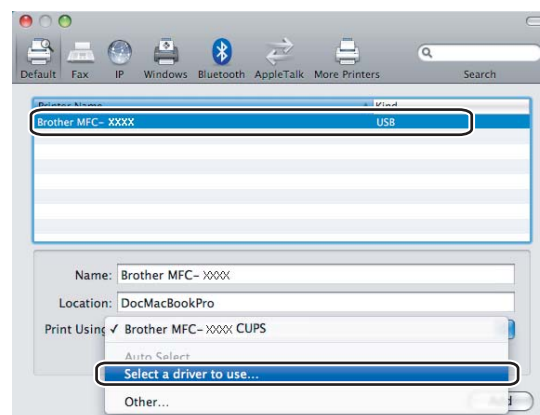 Default Fax IP Windows Bluetooth AppleTalk More Printers Search
Printer Name Kind
Brother MFC- XXXX USB
Name: Brother MFC- XXXX
Location: DocMacBookPro
Print Using ✓ Brother MFC- XXXX CUPS
Auto Select
Select a driver to use...
Other...